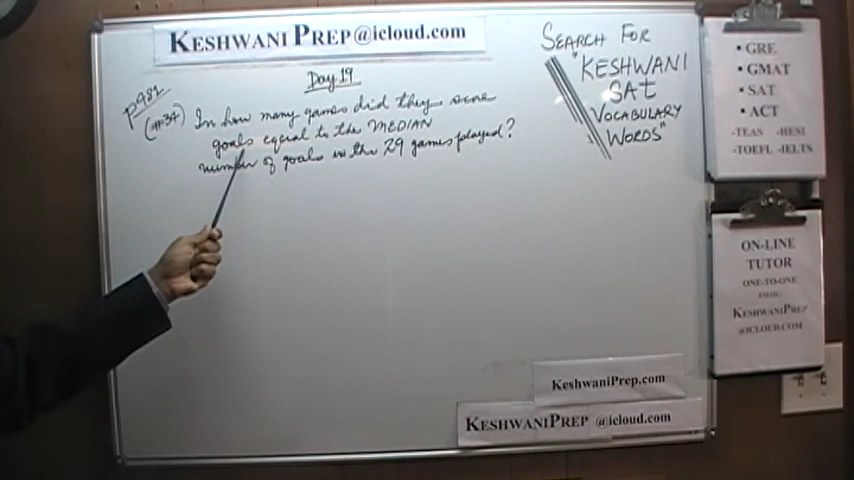 KESHWANI PREP@icloud.com
Day 19
p981
(#37) In how many games did they score
goals equal to the MEDIAN
number of goals in the 29 games played?
SEARCH FOR
"KESHWANI
SAT
VOCABULARY
WORDS"
• GRE
• GMAT
• SAT
• ACT
-TEAS -HESI
-TOEFL -IELTS
ON-LINE
TUTOR
ONE-TO-ONE
EMAIL:
KESHWANIPREP
@ICLOUD.COM
KeshwaniPrep.com
KESHWANIPREP @icloud.com